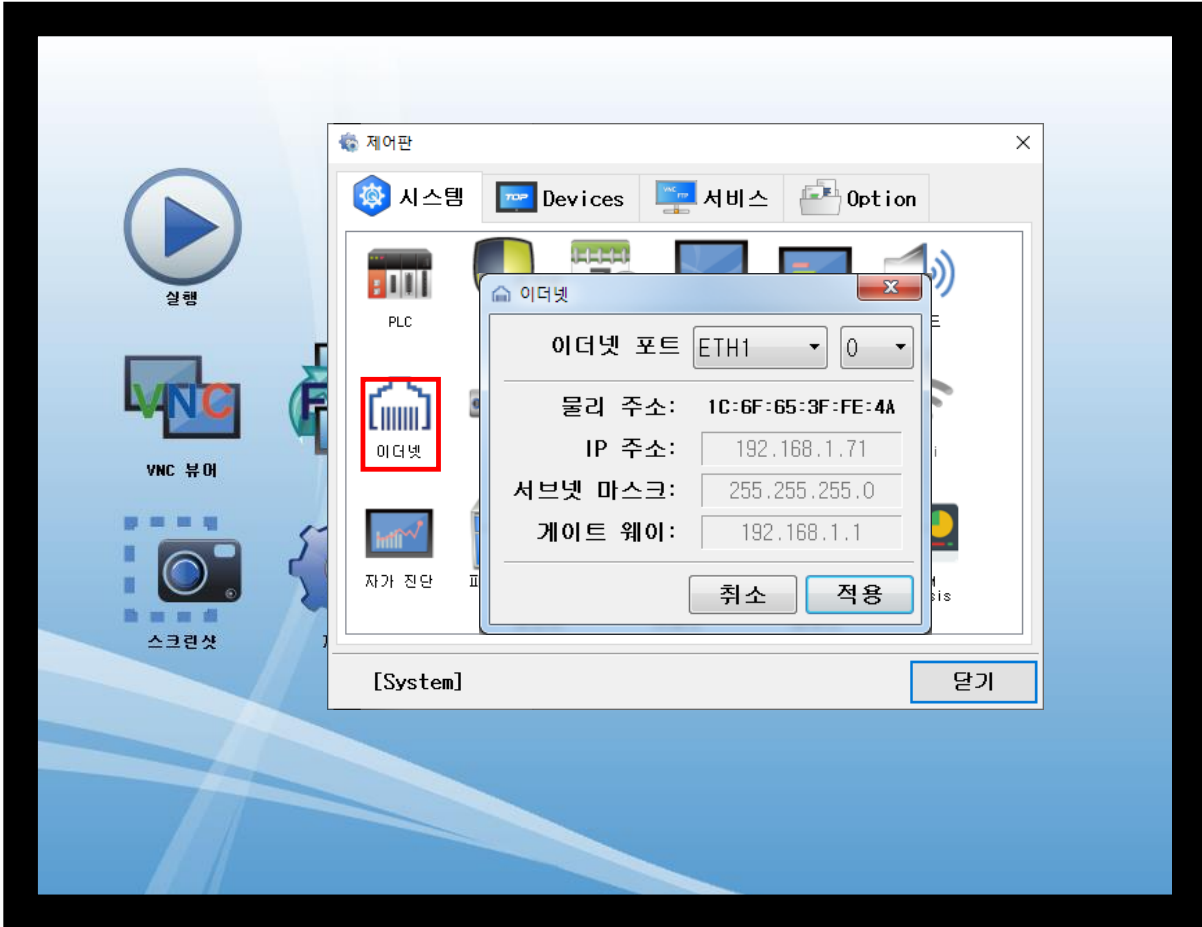 제어판
시스템
TOP
Devices
VNC
FTP
서비스
Option
실행
PLC
이더넷
이더넷 포트 ETH1 0
물리 주소: 1C:6F:65:3F:FE:4A
IP 주소: 192.168.1.71
서브넷 마스크: 255.255.255.0
게이트 웨이: 192.168.1.1
취소 적용
VNC
VNC 뷰어
이더넷
자가 진단
스크린샷
[System]
닫기